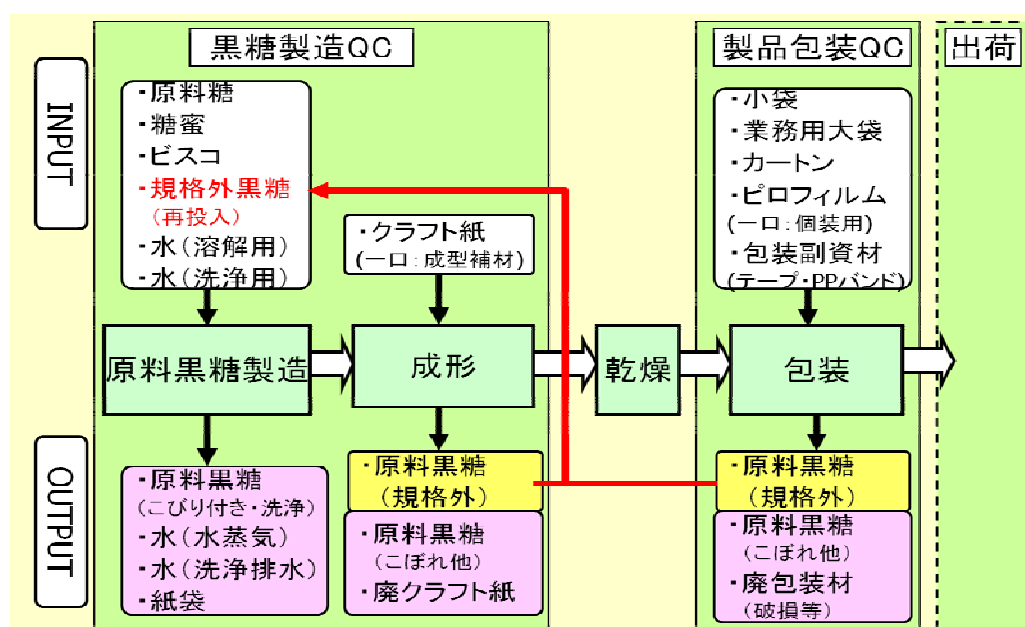 黒糖製造QC
製品包装QC
出荷
INPUT
・原料糖
・糖蜜
・ビスコ
・規格外黒糖
(再投入)
・水(溶解用)
・水(洗浄用)
・クラフト紙
(一口:成型補材)
・小袋
・業務用大袋
・カートン
・ピロフィルム
(一口:個装用)
・包装副資材
(テープ・PPバンド)
原料黒糖製造
成形
乾燥
包装
OUTPUT
・原料黒糖
(こびり付き・洗浄)
・水(水蒸気)
・水(洗浄排水)
・紙袋
・原料黒糖
(規格外)
・原料黒糖
(こぼれ他)
・廃クラフト紙
・原料黒糖
(規格外)
・原料黒糖
(こぼれ他)
・廃包装材
(破損等)